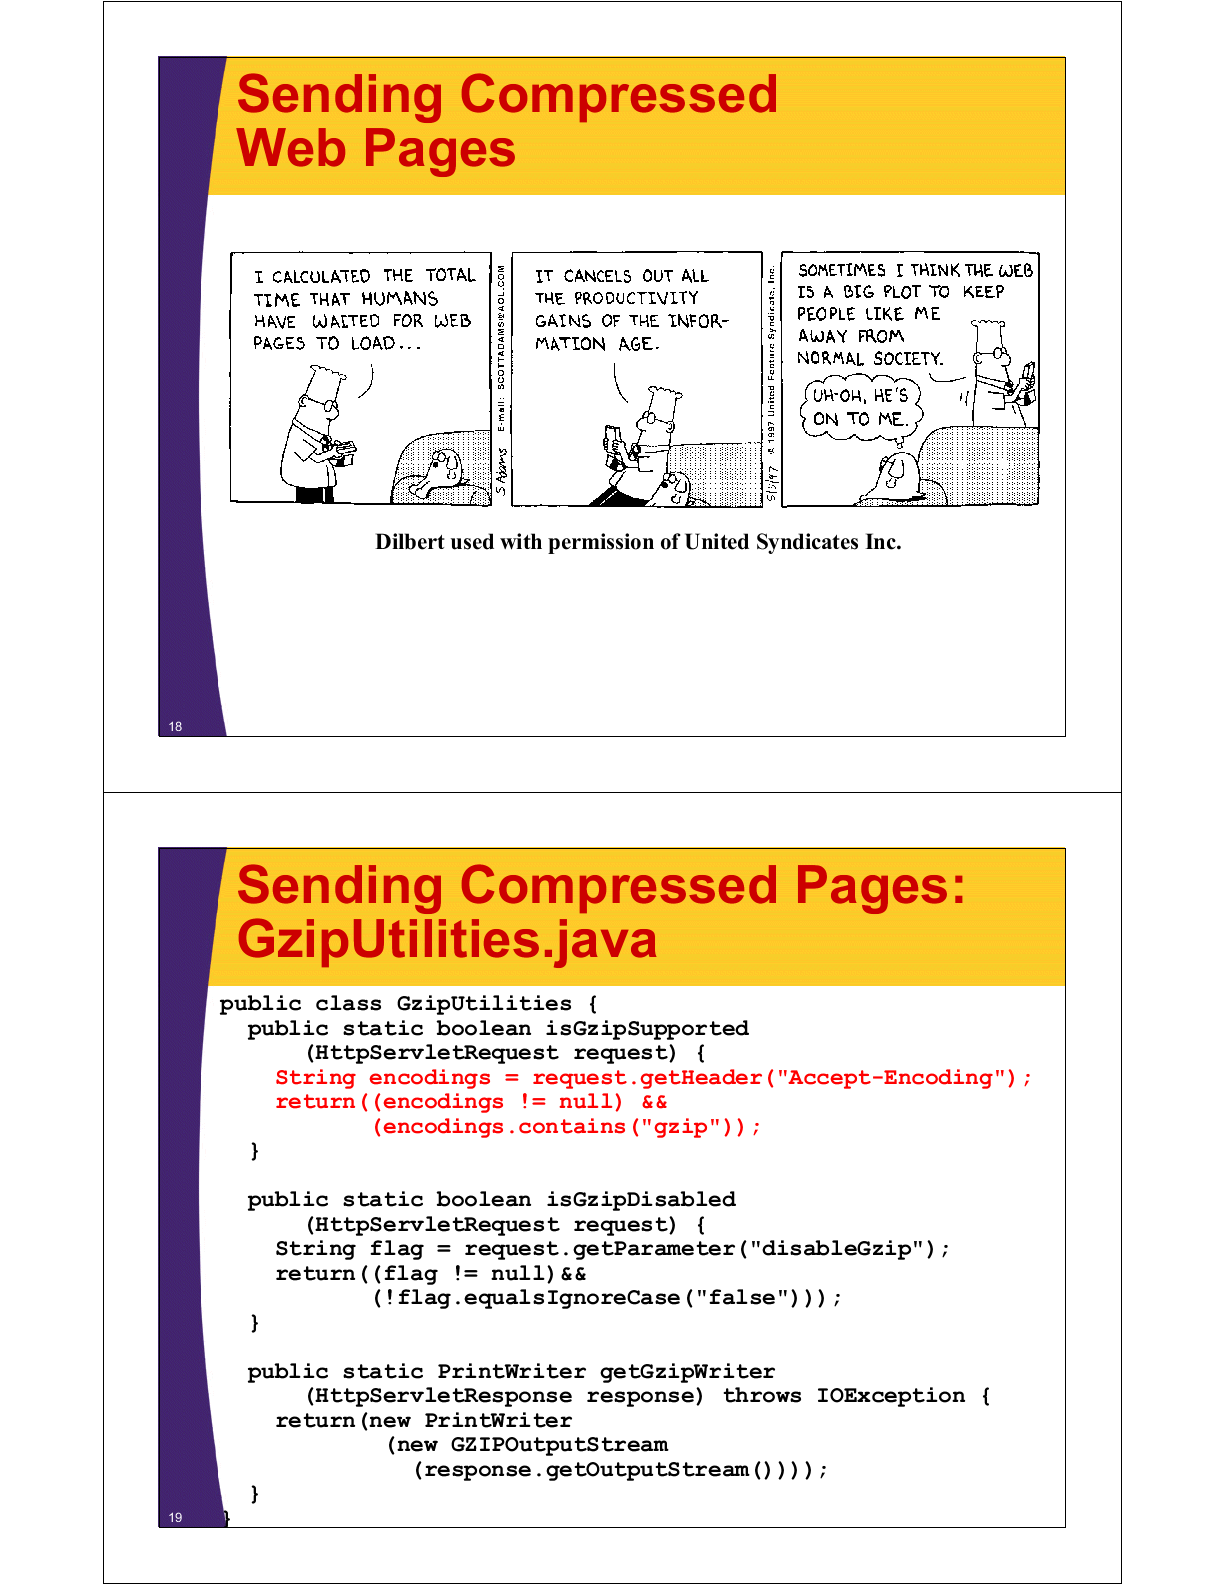 Sending Compressed
Web Pages
I CALCULATED THE TOTAL
TIME THAT HUMANS
HAVE WAITED FOR WEB
PAGES TO LOAD...
S.ADAMS E-mail: SCOTTADAMS@AOL.COM
IT CANCELS OUT ALL
THE PRODUCTIVITY
GAINS OF THE INFOR-
MATION AGE.
© 1997 United Feature Syndicate, Inc.
SOMETIMES I THINK THE WEB
IS A BIG PLOT TO KEEP
PEOPLE LIKE ME
AWAY FROM
NORMAL SOCIETY.
UH-OH, HE'S
ON TO ME.
Dilbert used with permission of United Syndicates Inc.
18
Sending Compressed Pages:
GzipUtilities.java
public class GzipUtilities {
  public static boolean isGzipSupported
      (HttpServletRequest request) {
    String encodings = request.getHeader("Accept-Encoding");
    return((encodings != null) &&
           (encodings.contains("gzip"));
  }
  public static boolean isGzipDisabled
      (HttpServletRequest request) {
    String flag = request.getParameter("disableGzip");
    return((flag != null)&&
           (!flag.equalsIgnoreCase("false")));
  }
  public static PrintWriter getGzipWriter
      (HttpServletResponse response) throws IOException {
    return(new PrintWriter
            (new GZIPOutputStream
              (response.getOutputStream())));
  }
}
19